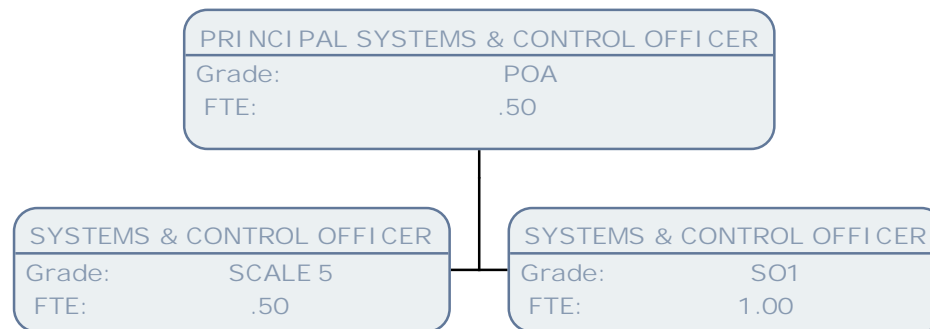 PRINCIPAL SYSTEMS & CONTROL OFFICER
Grade: POA
FTE: .50
SYSTEMS & CONTROL OFFICER
Grade: SCALE 5
FTE: .50
SYSTEMS & CONTROL OFFICER
Grade: SO1
FTE: 1.00